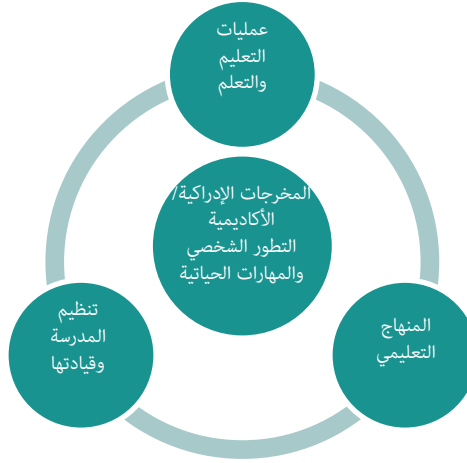 عمليات
التعليم
والتعلم
المخرجات الإدراكية/
الأكاديمية
التطور الشخصي
والمهارات الحياتية
المنهاج
التعليمي
تنظيم
المدرسة
وقيادتها